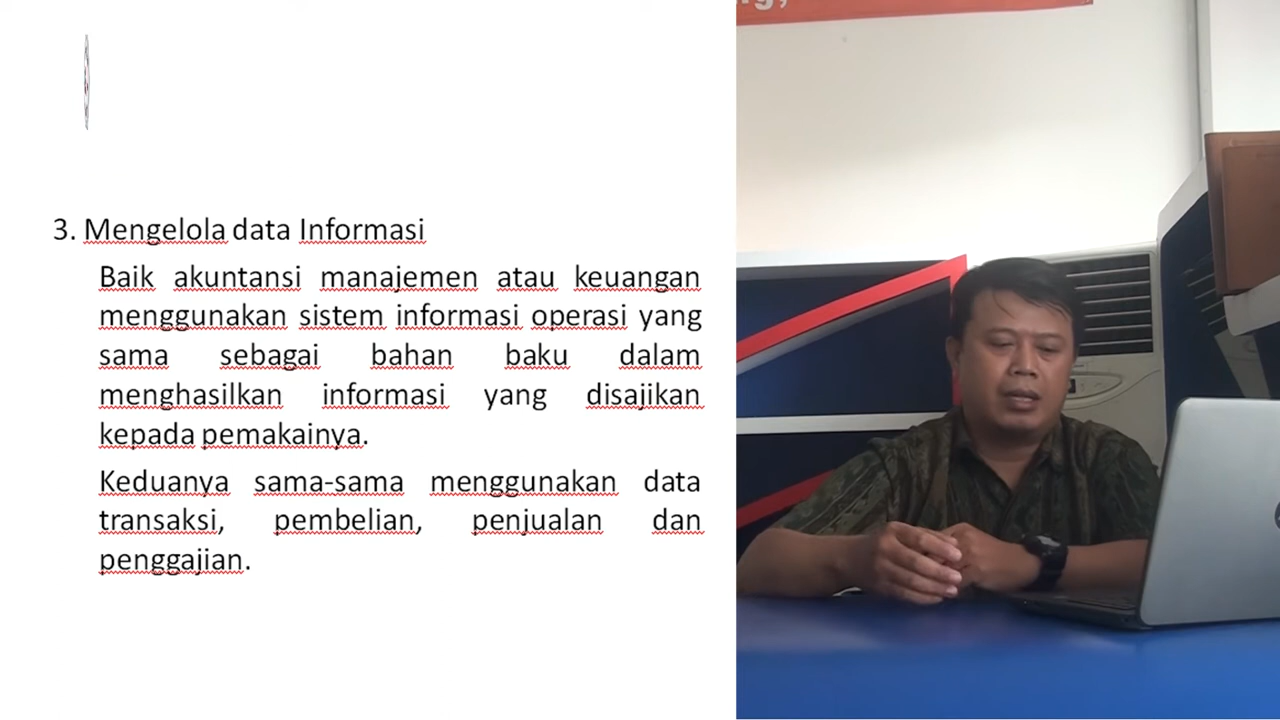 3. Mengelola data Informasi
Baik akuntansi manajemen atau keuangan
menggunakan sistem informasi operasi yang
sama sebagai bahan baku dalam
menghasilkan informasi yang disajikan
kepada pemakainya.
Keduanya sama-sama menggunakan data
transaksi, pembelian, penjualan dan
penggajian.